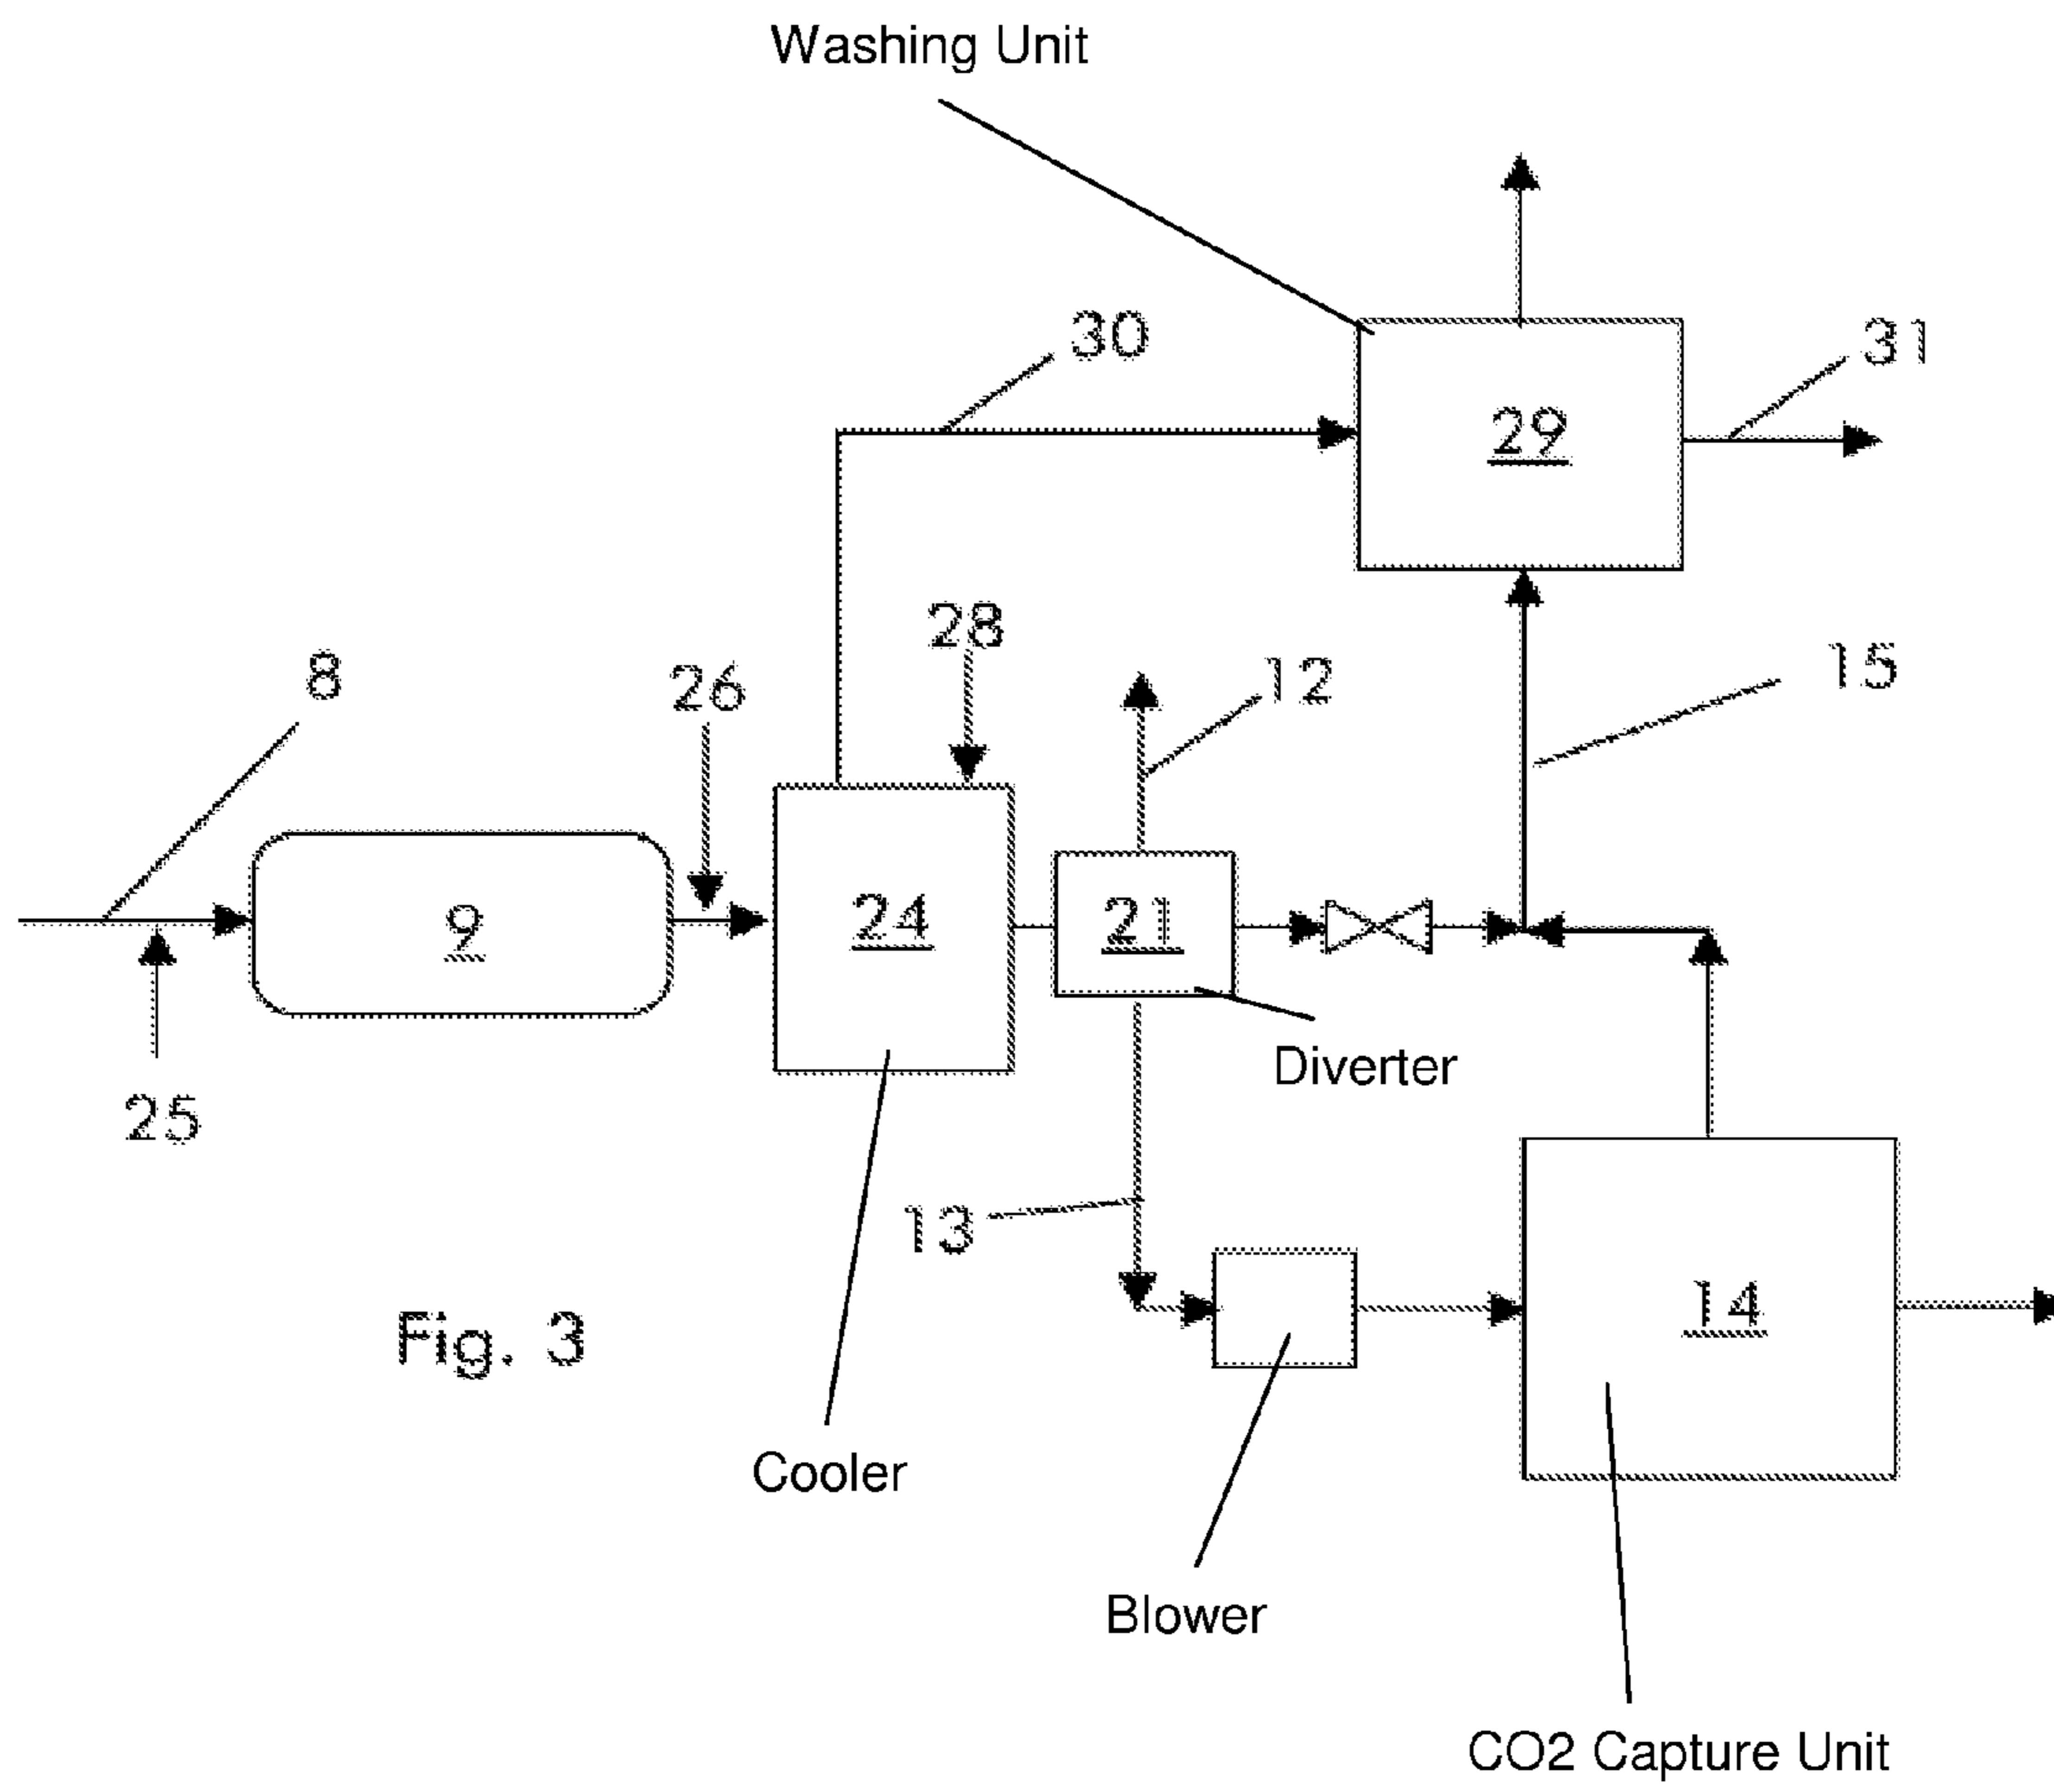 Washing Unit
30
31
29
28
12
15
8
26
24
21
9
25
Diverter
13
14
Fig. 3
Cooler
Blower
CO2 Capture Unit